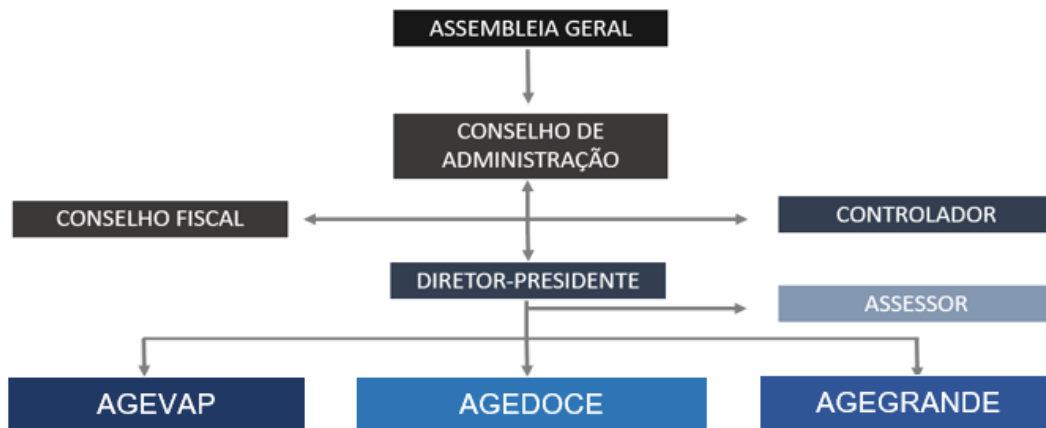 ASSEMBLEIA GERAL
CONSELHO DE
ADMINISTRAÇÃO
CONSELHO FISCAL
CONTROLADOR
DIRETOR-PRESIDENTE
ASSESSOR
AGEVAP
AGEDOCE
AGEGRANDE